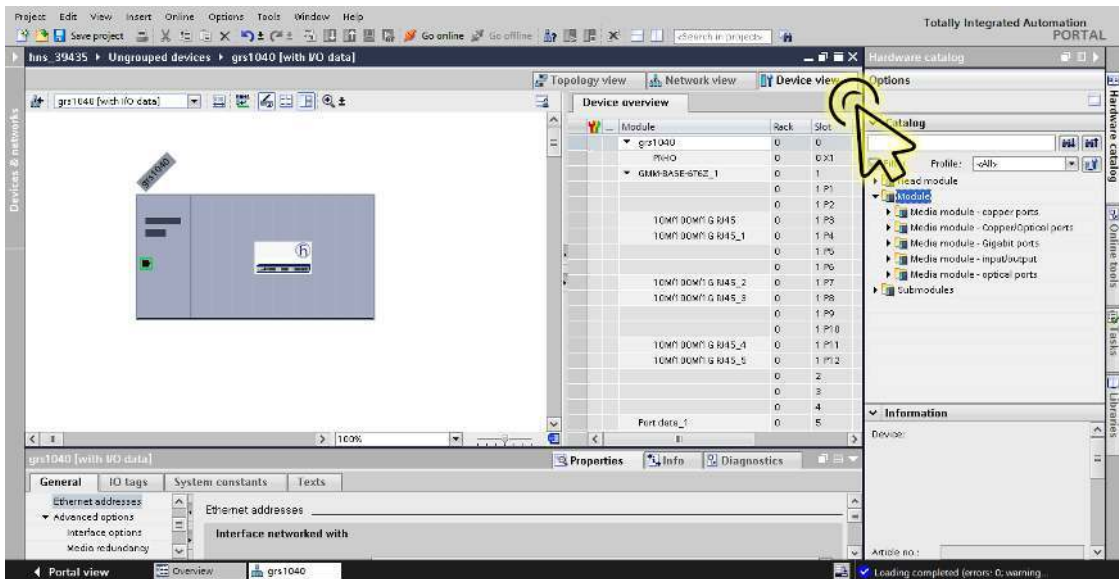 Project Edit View Insert Online Options Tools Window Help
Totally Integrated Automation
PORTAL
Save project
Go online Go offline
<Search in project>
hns_39435 ▸ Ungrouped devices ▸ grs1040 [with I/O data]
Hardware catalog
Topology view Network view Device view
Options
grs1040 [with I/O data]
Device overview
Module Rack Slot
grs1040 0 0
PN-IO 0 0 X1
GMM-BASE-6T6Z_1 0 1
0 1 P1
0 1 P2
10M/100M/1G RJ45 0 1 P3
10M/100M/1G RJ45_1 0 1 P4
0 1 P5
0 1 P6
10M/100M/1G RJ45_2 0 1 P7
10M/100M/1G RJ45_3 0 1 P8
0 1 P9
0 1 P10
10M/100M/1G RJ45_4 0 1 P11
10M/100M/1G RJ45_5 0 1 P12
0 2
0 3
0 4
Port data_1 0 5
grs1040
Catalog
Profile: <All>
Head module
Module
Media module - copper ports
Media module - Copper/Optical ports
Media module - Gigabit ports
Media module - input/output
Media module - optical ports
Submodules
Information
Device:
Article no.:
Devices & networks
Hardware catalog
Online tools
Tasks
Libraries
100%
grs1040 [with I/O data]
Properties Info Diagnostics
General IO tags System constants Texts
Ethernet addresses
Advanced options
Interface options
Media redundancy
Ethernet addresses
Interface networked with
Portal view Overview grs1040
Loading completed (errors: 0; warning...